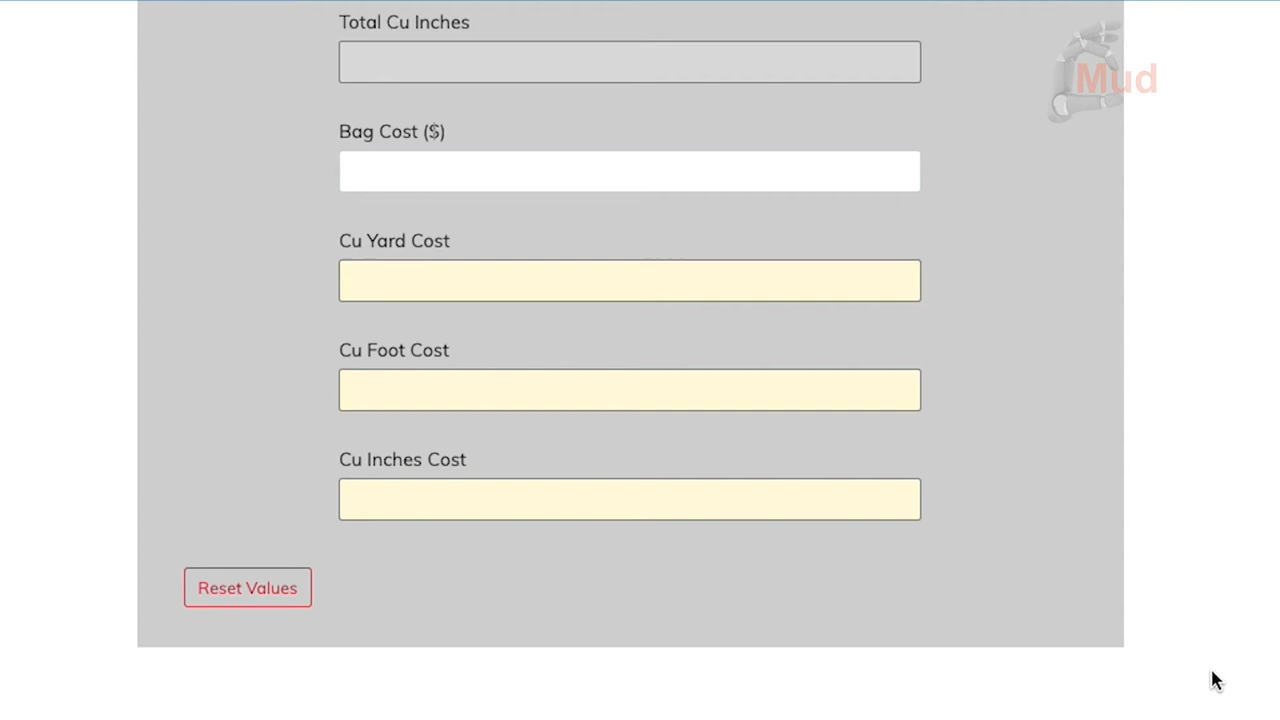 Total Cu Inches
Mud
Bag Cost ($)
Cu Yard Cost
Cu Foot Cost
Cu Inches Cost
Reset Values